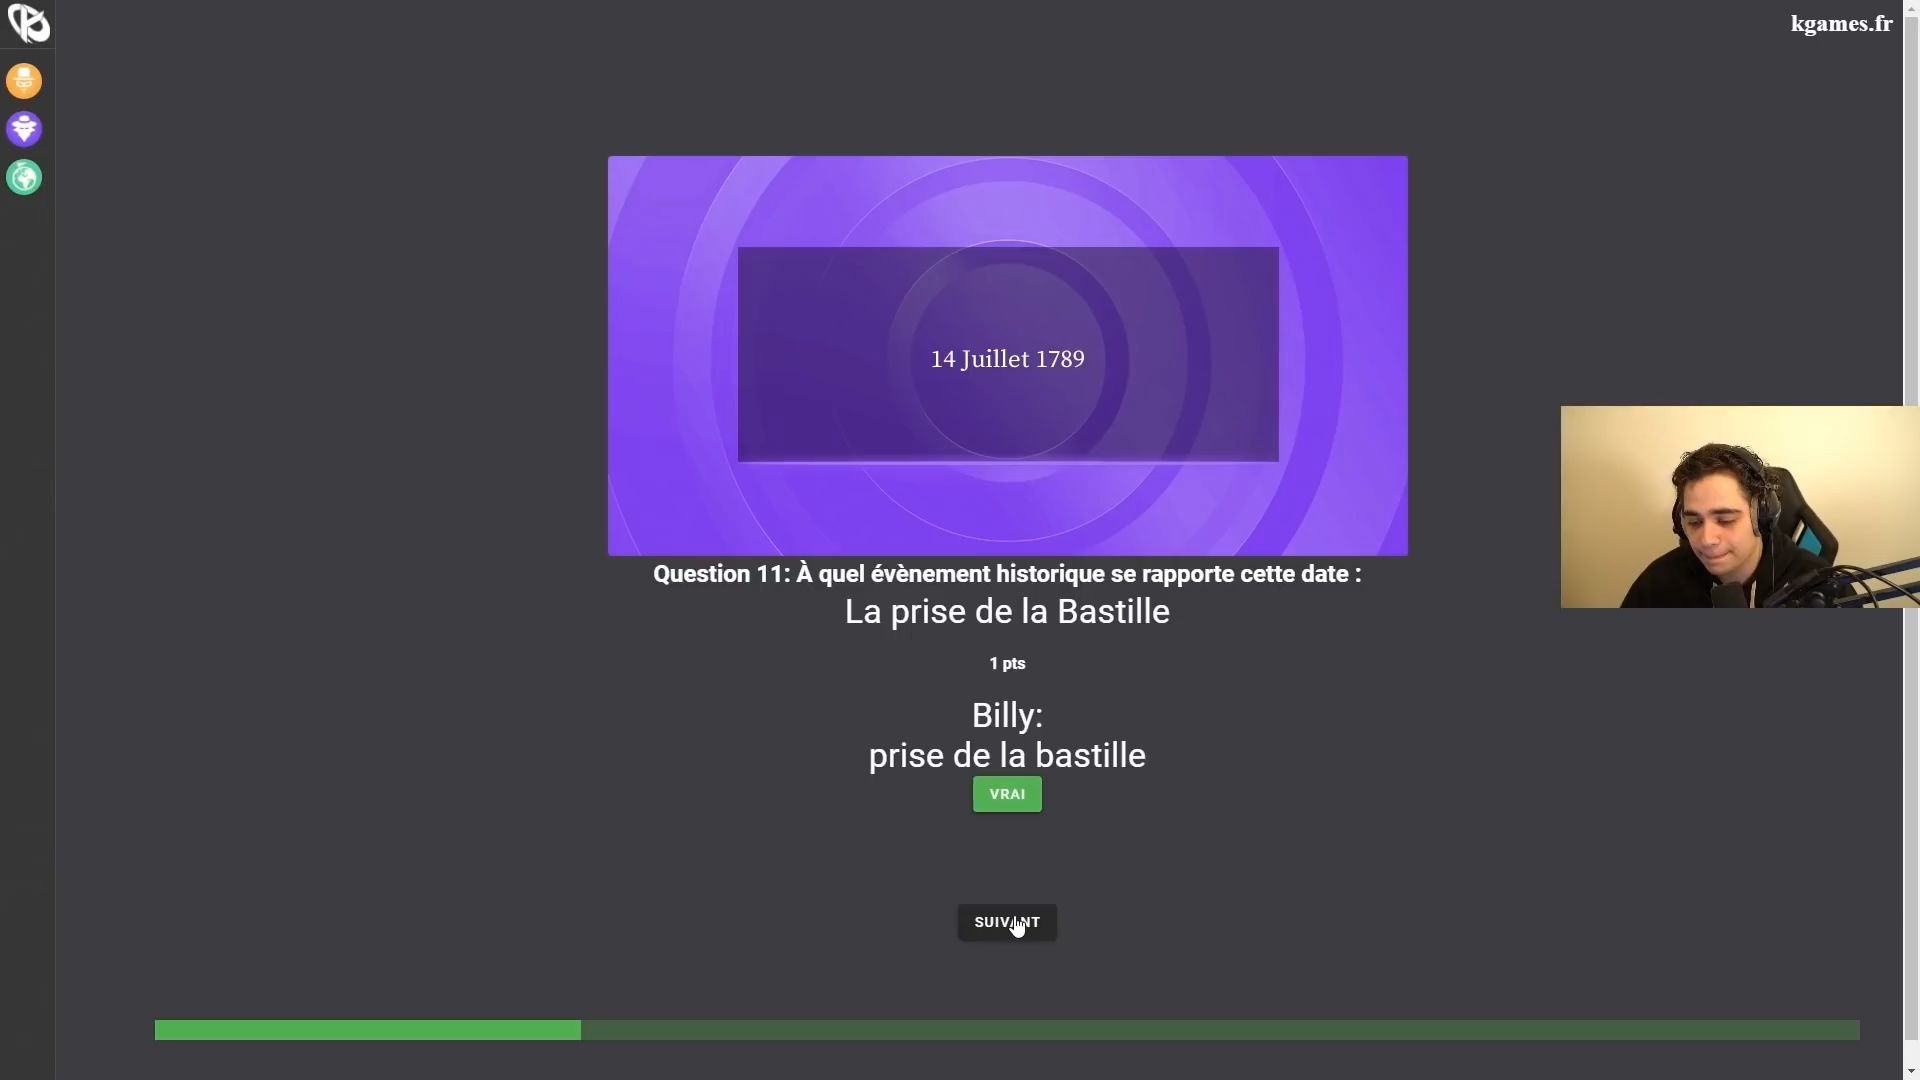 kgames.fr
14 Juillet 1789
Question 11: À quel évènement historique se rapporte cette date :
La prise de la Bastille
1 pts
Billy:
prise de la bastille
VRAI
SUIVANT